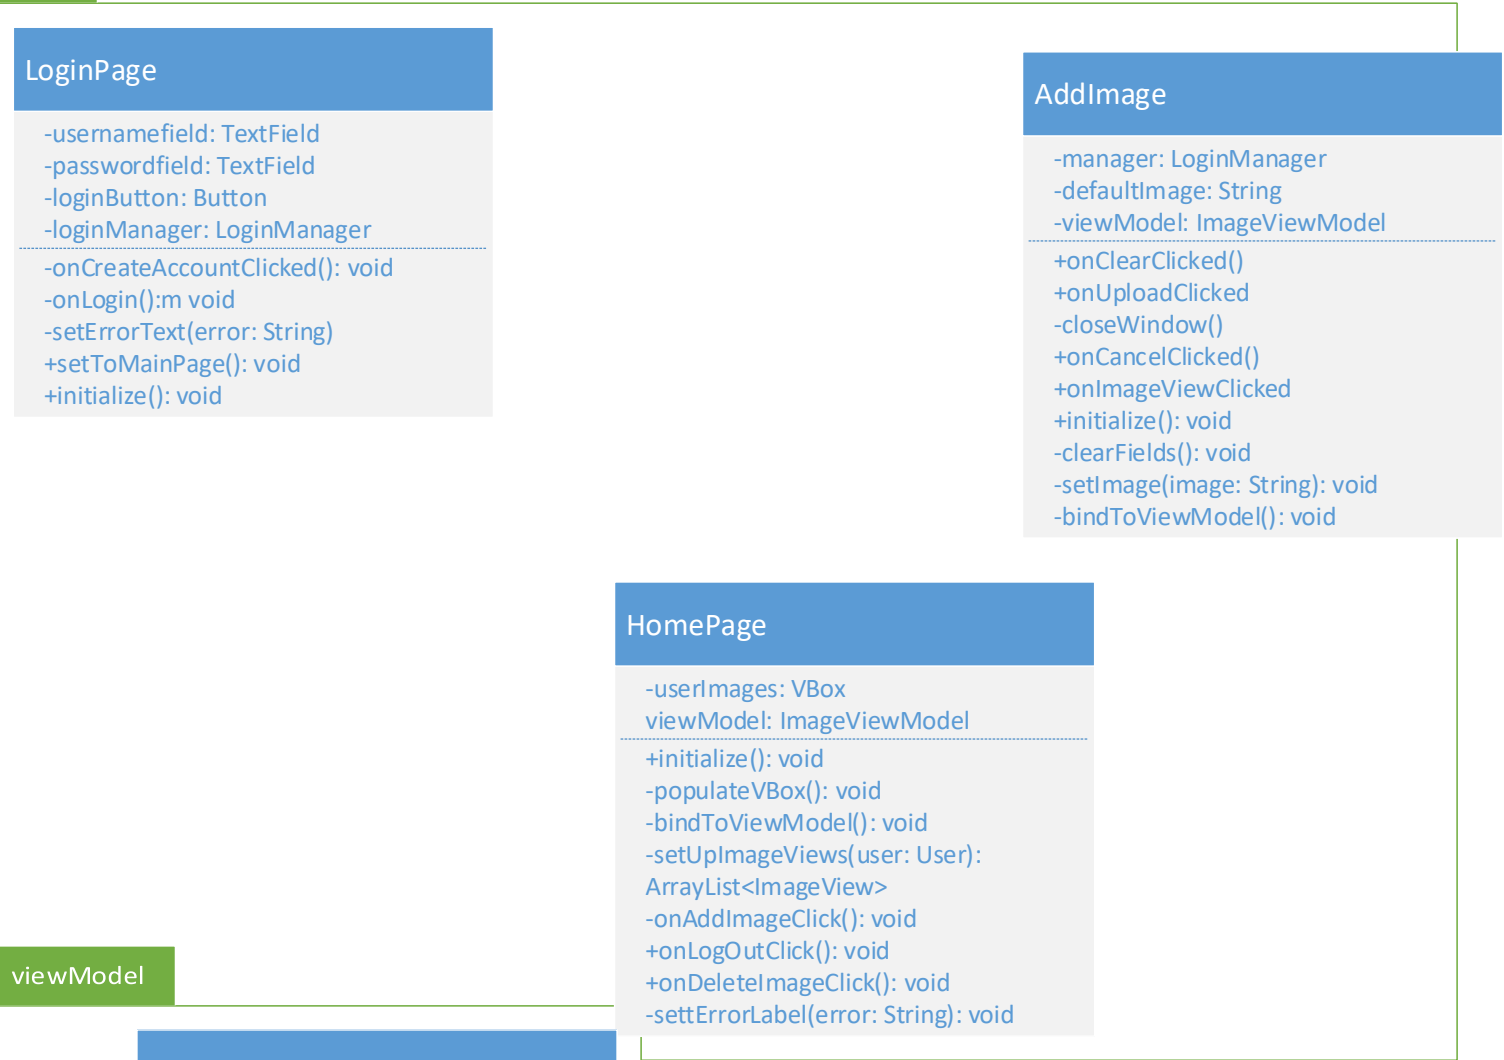 LoginPage
-usernamefield: TextField
-passwordfield: TextField
-loginButton: Button
-loginManager: LoginManager
-onCreateAccountClicked(): void
-onLogin():m void
-setErrorText(error: String)
+setToMainPage(): void
+initialize(): void
AddImage
-manager: LoginManager
-defaultImage: String
-viewModel: ImageViewModel
+onClearClicked()
+onUploadClicked
-closeWindow()
+onCancelClicked()
+onImageViewClicked
+initialize(): void
-clearFields(): void
-setImage(image: String): void
-bindToViewModel(): void
HomePage
-userImages: VBox
viewModel: ImageViewModel
+initialize(): void
-populateVBox(): void
-bindToViewModel(): void
-setUpImageViews(user: User):
ArrayList<ImageView>
-onAddImageClick(): void
+onLogOutClick(): void
+onDeleteImageClick(): void
-settErrorLabel(error: String): void
viewModel